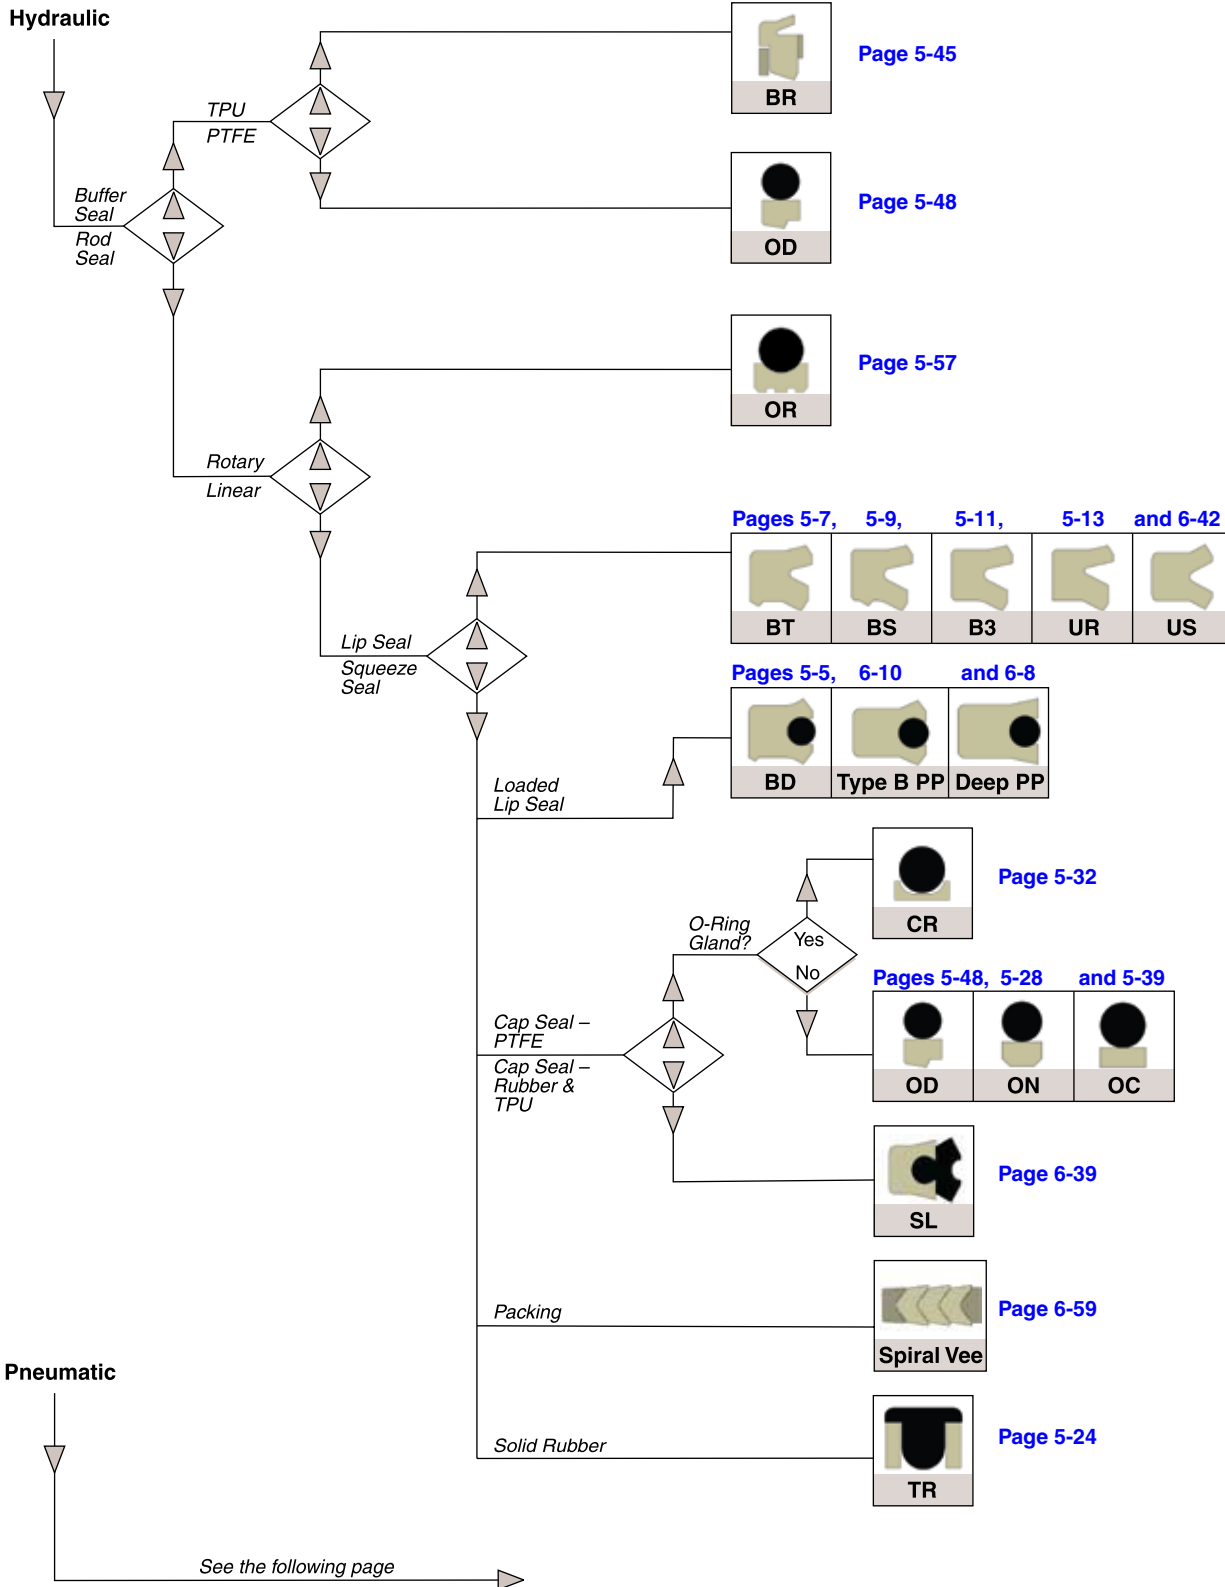 Hydraulic
BR
Page 5-45
TPU
PTFE
OD
Page 5-48
Buffer
Seal
Rod
Seal
OR
Page 5-57
Rotary
Linear
Pages 5-7, 5-9, 5-11, 5-13 and 6-42
BT BS B3 UR US
Lip Seal
Squeeze
Seal
Pages 5-5, 6-10 and 6-8
BD Type B PP Deep PP
Loaded
Lip Seal
CR
Page 5-32
O-Ring
Gland?
Yes
No
Pages 5-48, 5-28 and 5-39
OD ON OC
Cap Seal –
PTFE
Cap Seal –
Rubber &
TPU
SL
Page 6-39
Packing
Spiral Vee
Page 6-59
Pneumatic
Solid Rubber
TR
Page 5-24
See the following page